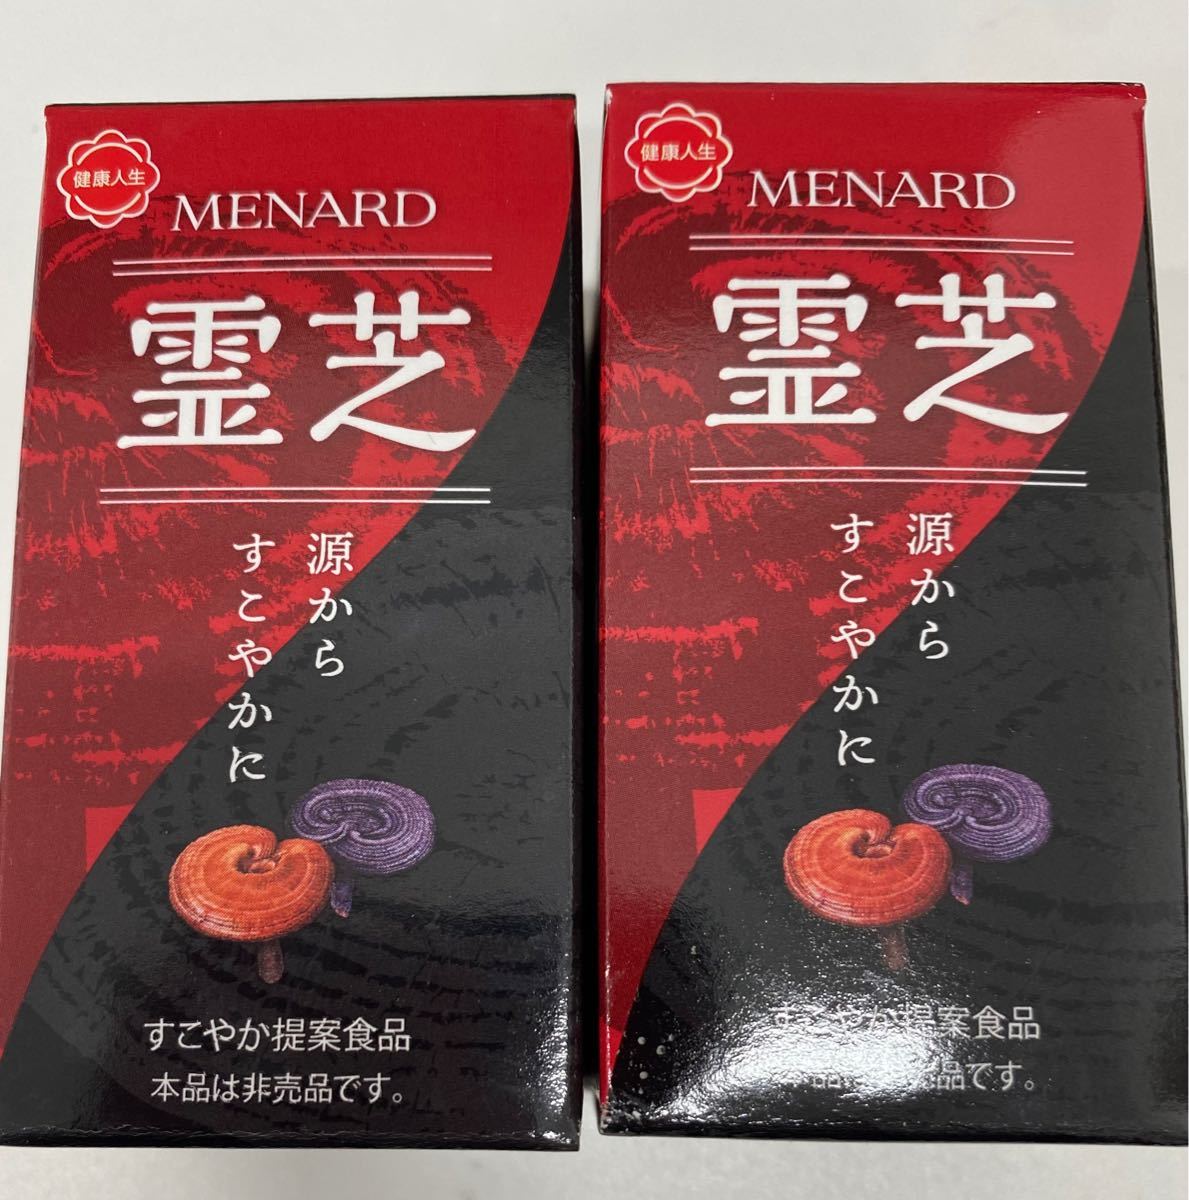 健康人生
MENARD
霊芝
源から
すこやかに
すこやか提案食品
本品は非売品です。
健康人生
MENARD
霊芝
源から
すこやかに
すこやか提案食品
品です。